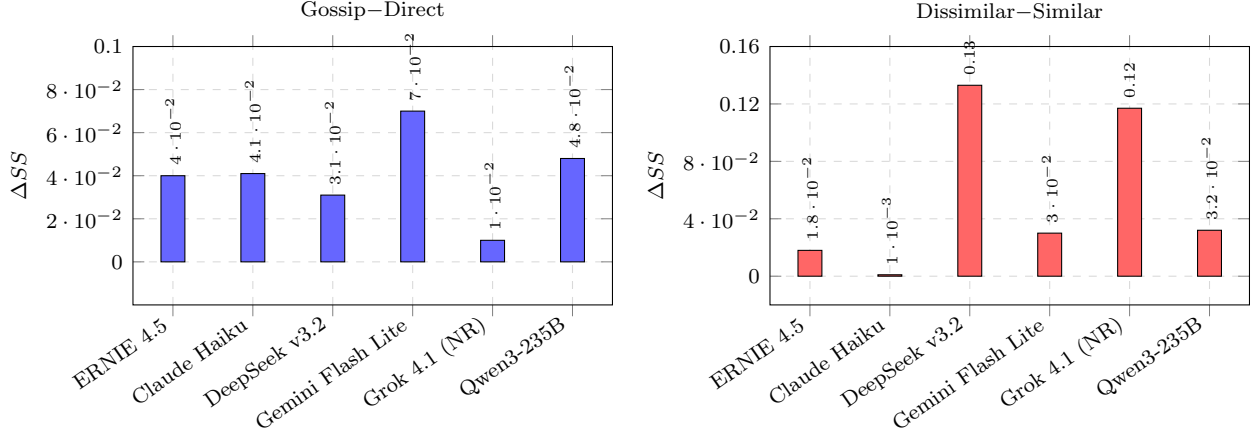 Gossip−Direct
0.1
8 · 10⁻²
6 · 10⁻²
4 · 10⁻²
2 · 10⁻²
0
ΔSS
4 · 10⁻²
4.1 · 10⁻²
3.1 · 10⁻²
7 · 10⁻²
1 · 10⁻²
4.8 · 10⁻²
ERNIE 4.5
Claude Haiku
DeepSeek v3.2
Gemini Flash Lite
Grok 4.1 (NR)
Qwen3-235B
Dissimilar−Similar
0.16
0.12
8 · 10⁻²
4 · 10⁻²
0
ΔSS
1.8 · 10⁻²
1 · 10⁻³
0.13
3 · 10⁻²
0.12
3.2 · 10⁻²
ERNIE 4.5
Claude Haiku
DeepSeek v3.2
Gemini Flash Lite
Grok 4.1 (NR)
Qwen3-235B